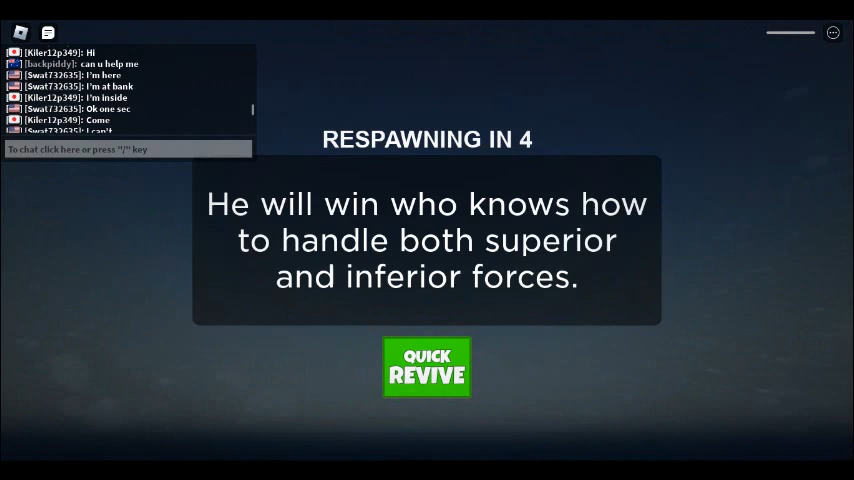 [Kiler12p349]: Hi
[backpiddy]: can u help me
[Swat732635]: I'm here
[Swat732635]: I'm at bank
[Kiler12p349]: I'm inside
[Swat732635]: Ok one sec
[Kiler12p349]: Come
[Swat732635]: I can't
To chat click here or press "/" key
RESPAWNING IN 4
He will win who knows how
to handle both superior
and inferior forces.
QUICK
REVIVE